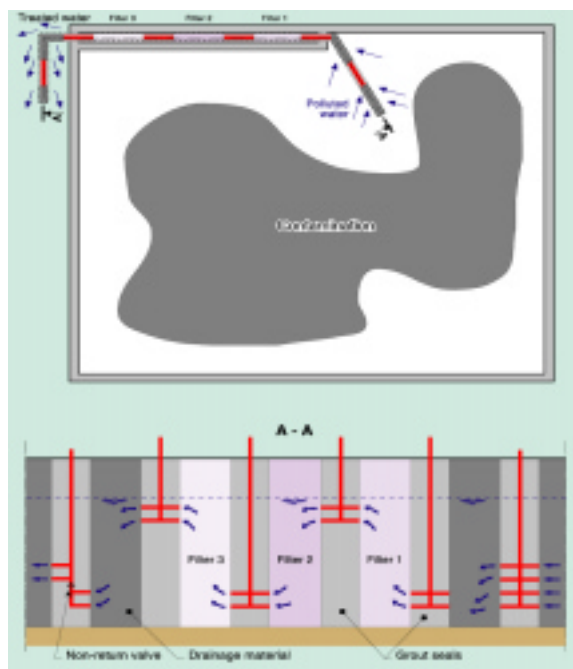 Treated water
Filter 3
Filter 2
Filter 1
Polluted
water
A
A
Contamination
A - A
Filter 3
Filter 2
Filter 1
Non-return valve
Drainage material
Grout seals